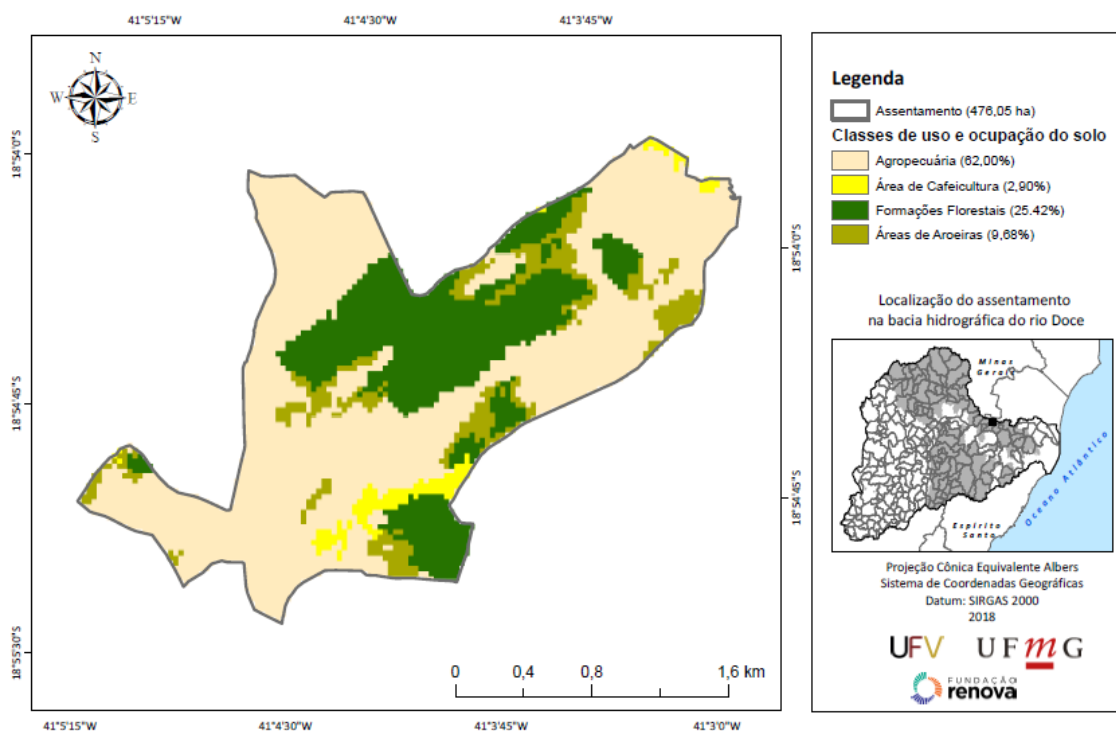 41°5'15"W
41°4'30"W
41°3'45"W
N
W
E
S
18°54'0"S
18°54'45"S
18°55'30"S
18°54'0"S
18°54'45"S
0
0,4
0,8
1,6 km
41°5'15"W
41°4'30"W
41°3'45"W
41°3'0"W
Legenda
Assentamento (476,05 ha)
Classes de uso e ocupação do solo
Agropecuária (62,00%)
Área de Cafeicultura (2,90%)
Formações Florestais (25.42%)
Áreas de Aroeiras (9,68%)
Localização do assentamento
na bacia hidrográfica do rio Doce
Minas
Gerais
Oceano Atlântico
Espírito
Santo
Projeção Cônica Equivalente Albers
Sistema de Coordenadas Geográficas
Datum: SIRGAS 2000
2018
UFV
UFmG
FUNDAÇÃO
renova